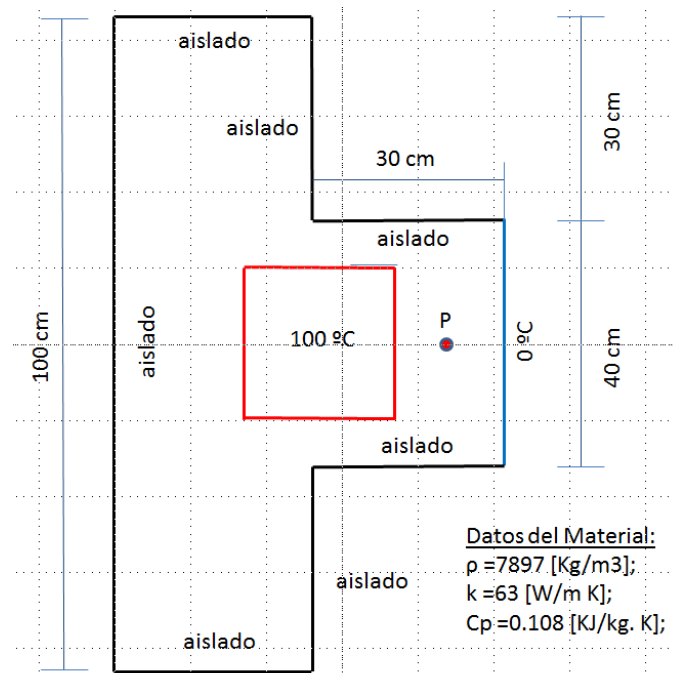 aislado
30 cm
aislado
30 cm
aislado
100 cm
aislado
100 ºC
P
0 ºC
40 cm
aislado
Datos del Material:
ρ =7897 [Kg/m3];
k =63 [W/m K];
Cp =0.108 [KJ/kg. K];
aislado
aislado